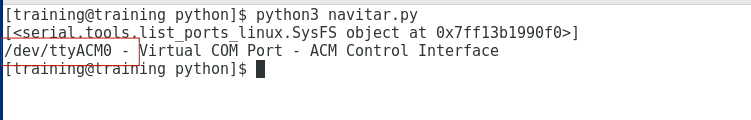 [training@training python]$ python3 navitar.py
[<serial.tools.list_ports_linux.SysFS object at 0x7ff13b1990f0>]
/dev/ttyACM0 - Virtual COM Port - ACM Control Interface
[training@training python]$